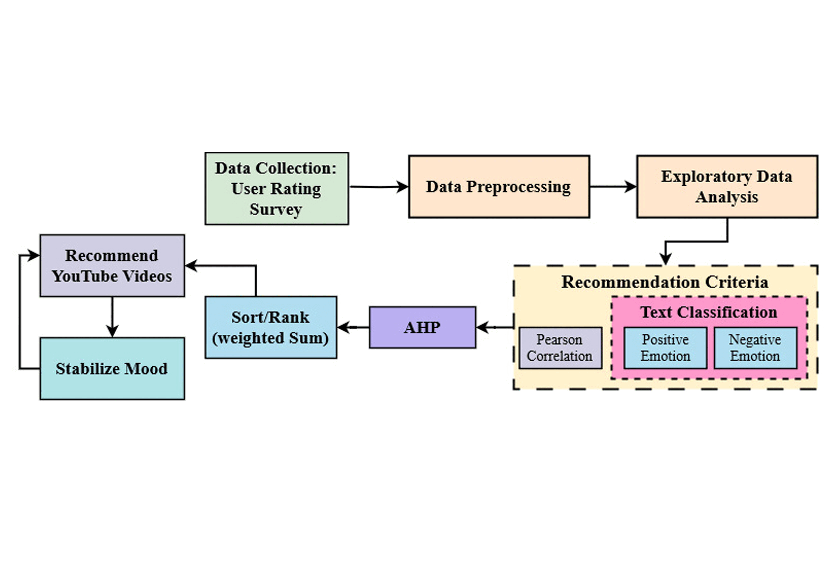 Data Collection:
User Rating
Survey
Data Preprocessing
Exploratory Data
Analysis
Recommend
YouTube Videos
Stabilize Mood
Sort/Rank
(weighted Sum)
AHP
Recommendation Criteria
Pearson
Correlation
Text Classification
Positive
Emotion
Negative
Emotion